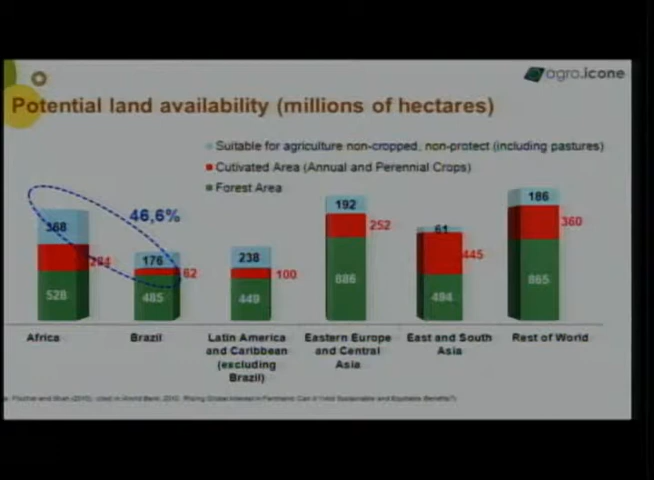 agro.icone
Potential land availability (millions of hectares)
Suitable for agriculture non-cropped, non-protect (including pastures)
Cutivated Area (Annual and Perennial Crops)
Forest Area
46,6%
368
528
176
62
485
238
100
449
192
252
886
61
445
494
186
360
865
Africa
Brazil
Latin America
and Caribbean
(excluding
Brazil)
Eastern Europe
and Central
Asia
East and South
Asia
Rest of World